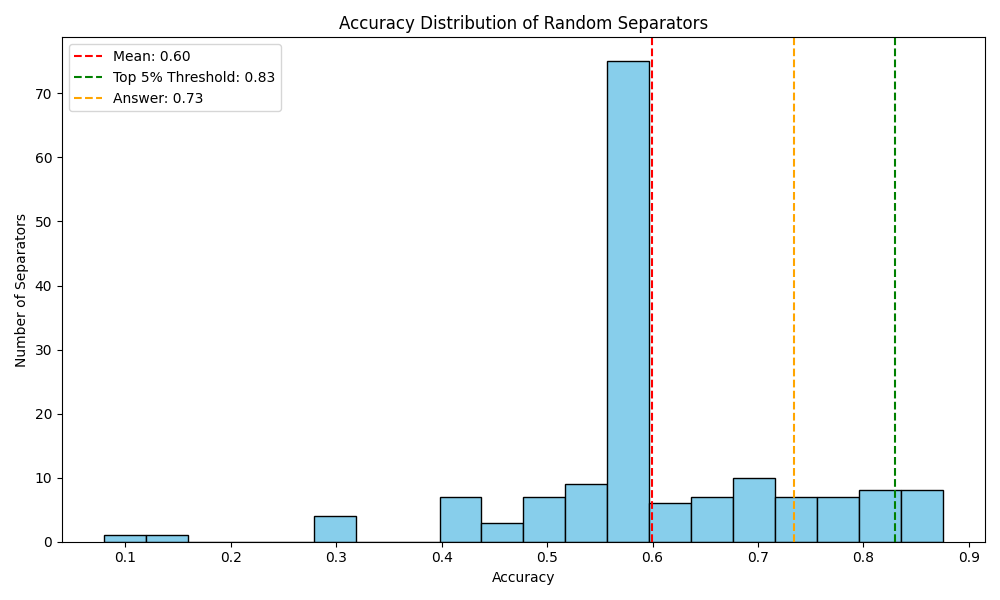 Accuracy Distribution of Random Separators
Mean: 0.60
Top 5% Threshold: 0.83
Answer: 0.73
Number of Separators
70
60
50
40
30
20
10
0
0.1 0.2 0.3 0.4 0.5 0.6 0.7 0.8 0.9
Accuracy